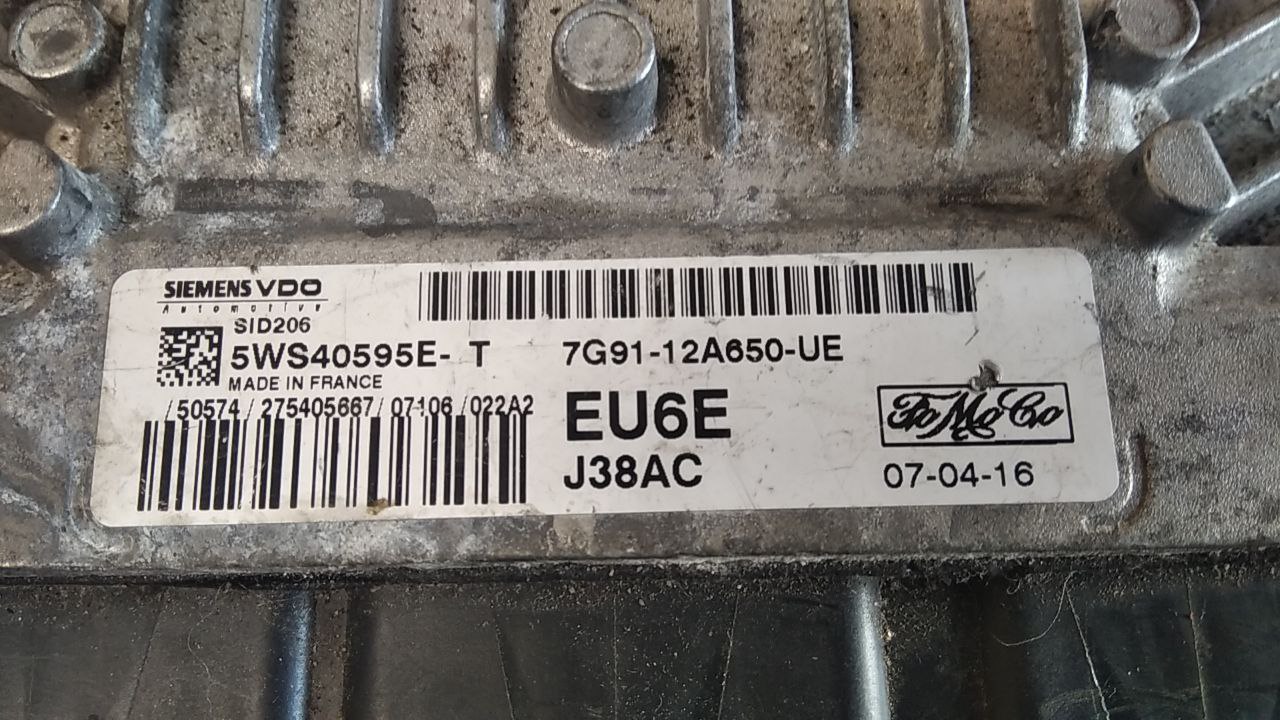 SIEMENS VDO
Automotive
SID206
5WS40595E- T
MADE IN FRANCE
/50574/275405667/07106/022A2
7G91-12A650-UE
EU6E
J38AC
FoMoCo
07-04-16